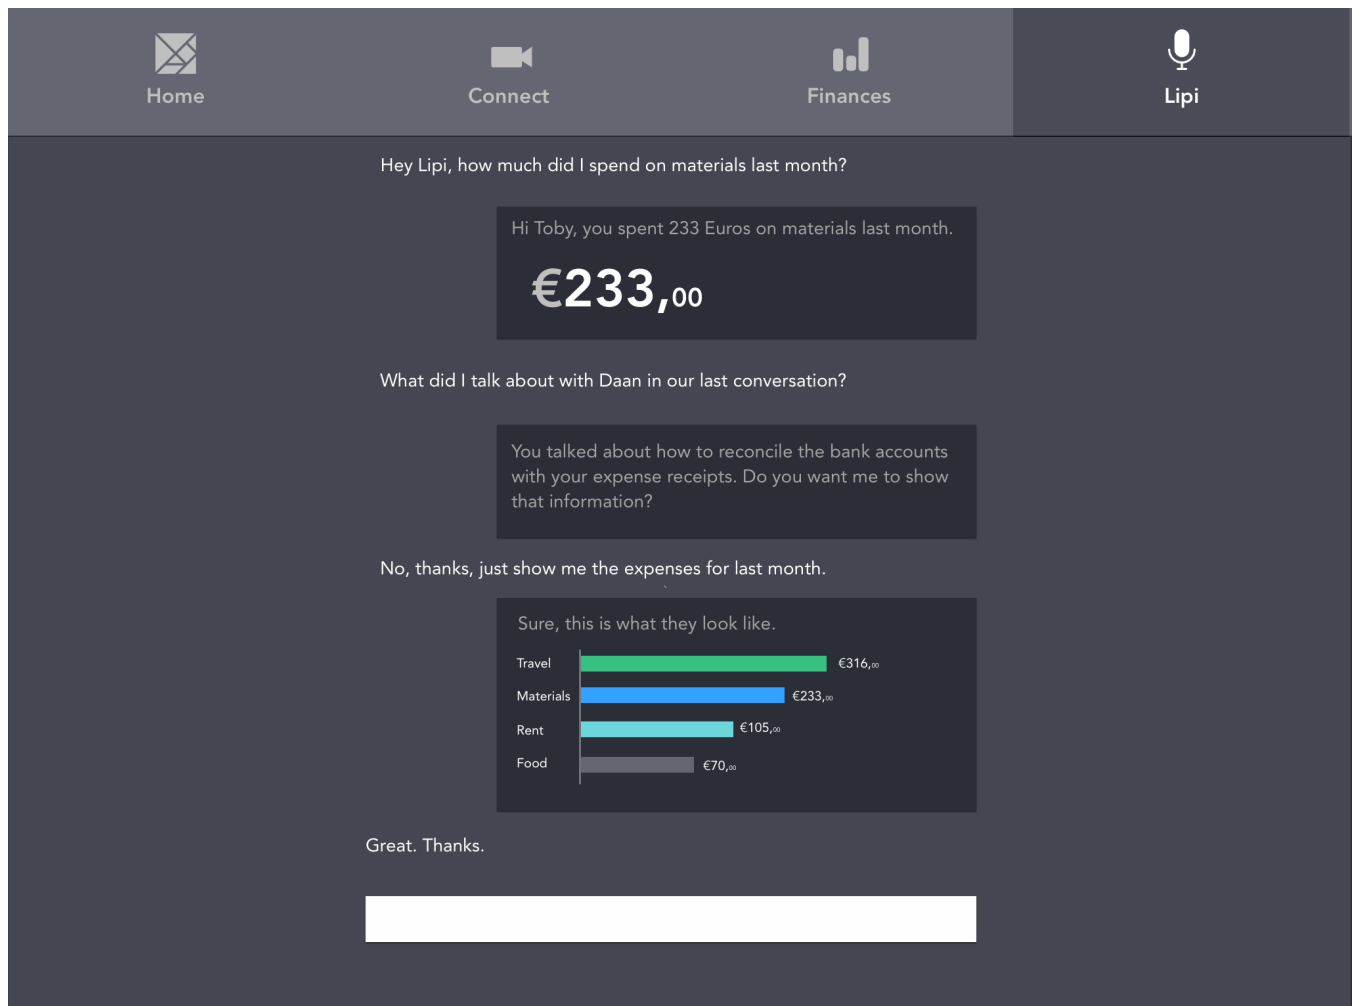 Home
Connect
Finances
Lipi
Hey Lipi, how much did I spend on materials last month?
Hi Toby, you spent 233 Euros on materials last month.
€233,00
What did I talk about with Daan in our last conversation?
You talked about how to reconcile the bank accounts
with your expense receipts. Do you want me to show
that information?
No, thanks, just show me the expenses for last month.
Sure, this is what they look like.
Travel €316,00
Materials €233,00
Rent €105,00
Food €70,00
Great. Thanks.